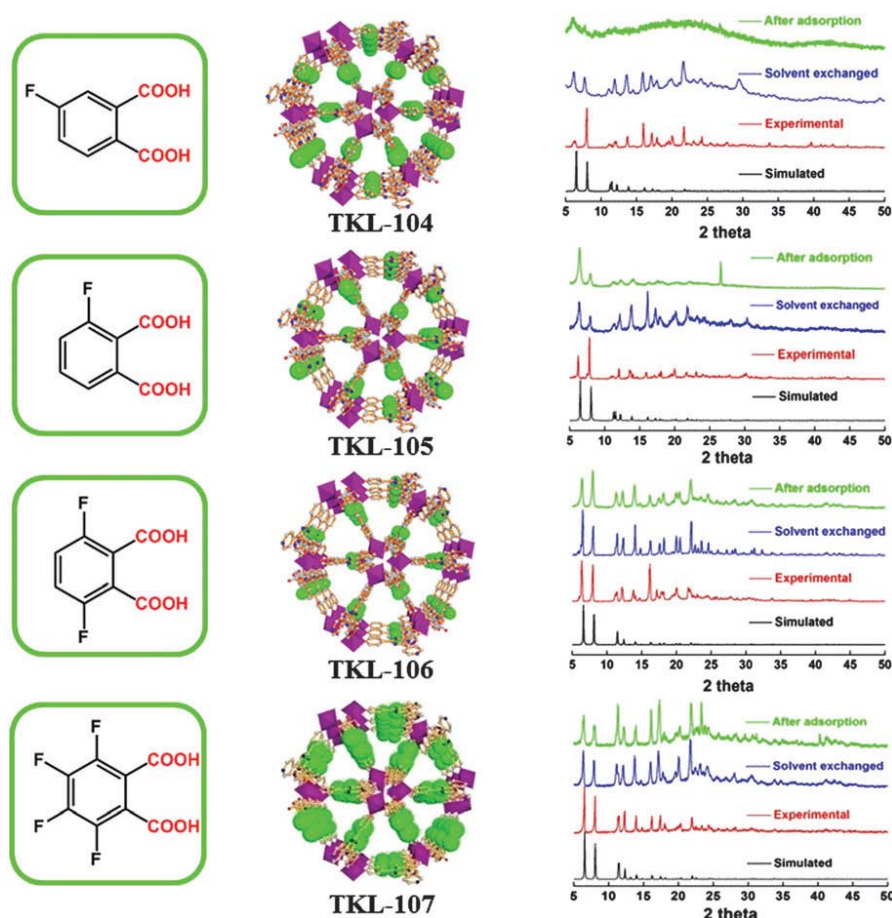 F
COOH
COOH
TKL-104
After adsorption
Solvent exchanged
Experimental
Simulated
5 10 15 20 25 30 35 40 45 50
2 theta
F
COOH
COOH
TKL-105
After adsorption
Solvent exchanged
Experimental
Simulated
5 10 15 20 25 30 35 40 45 50
2 theta
F
COOH
COOH
F
TKL-106
After adsorption
Solvent exchanged
Experimental
Simulated
5 10 15 20 25 30 35 40 45 50
2 theta
F
F
COOH
F
COOH
F
TKL-107
After adsorption
Solvent exchanged
Experimental
Simulated
5 10 15 20 25 30 35 40 45 50
2 theta